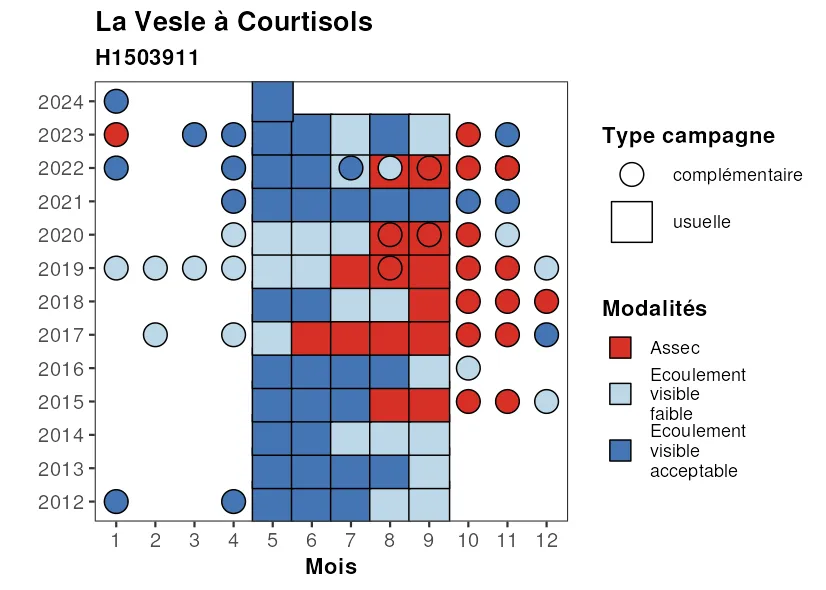 La Vesle à Courtisols
H1503911
2024
2023
2022
2021
2020
2019
2018
2017
2016
2015
2014
2013
2012
1 2 3 4 5 6 7 8 9 10 11 12
Mois
Type campagne
complémentaire
usuelle
Modalités
Assec
Ecoulement
visible
faible
Ecoulement
visible
acceptable